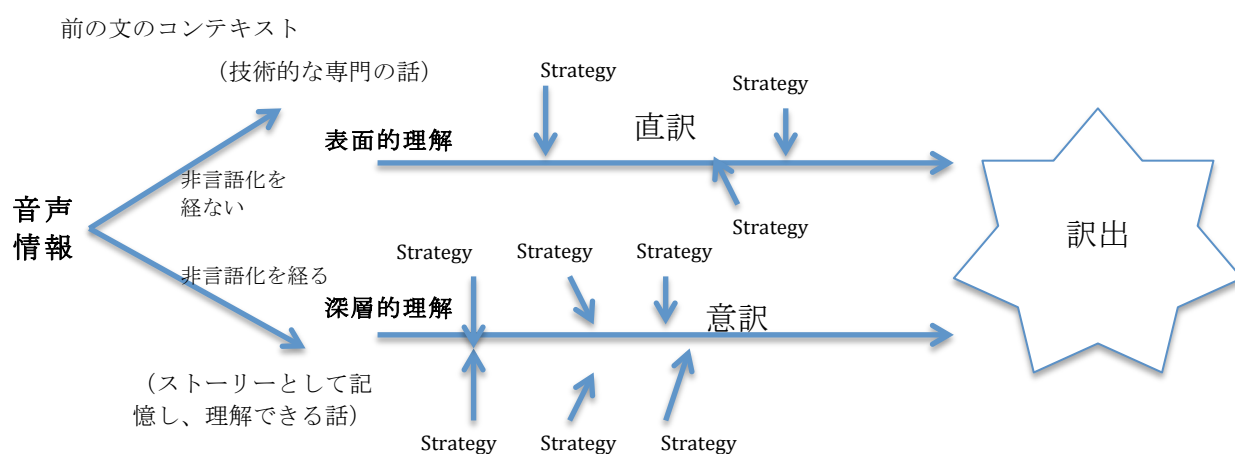 前の文のコンテキスト
（技術的な専門の話）
Strategy
Strategy
直訳
表面的理解
非言語化を
経ない
音声
情報
Strategy
訳出
Strategy
Strategy
Strategy
非言語化を経る
深層的理解
意訳
（ストーリーとして記
憶し、理解できる話）
Strategy
Strategy
Strategy